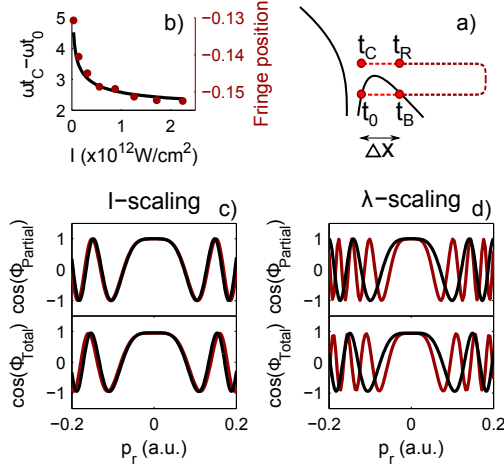 b)
ωt_C−ωt_0
5
4
3
2
0
1
2
I (x10^12W/cm^2)
−0.13
−0.14
−0.15
Fringe position
a)
t_C
t_R
t_0
t_B
Δx
I−scaling
c)
cos(Φ_Partial)
1
0
−1
cos(Φ_Total)
1
0
−1
−0.2
0
0.2
p_r (a.u.)
λ−scaling
d)
cos(Φ_Partial)
1
0
−1
cos(Φ_Total)
1
0
−1
−0.2
0
0.2
p_r (a.u.)